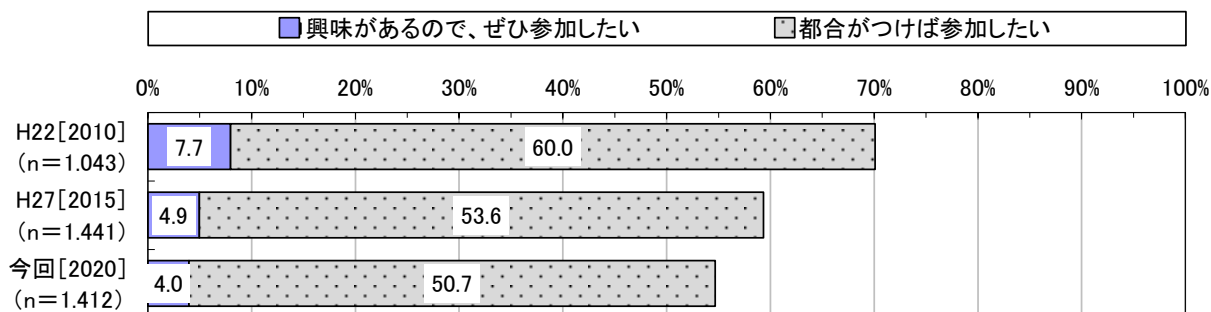 興味があるので、ぜひ参加したい 都合がつけば参加したい
0% 10% 20% 30% 40% 50% 60% 70% 80% 90% 100%
H22[2010]
(n=1.043)
7.7 60.0
H27[2015]
(n=1.441)
4.9 53.6
今回[2020]
(n=1.412)
4.0 50.7